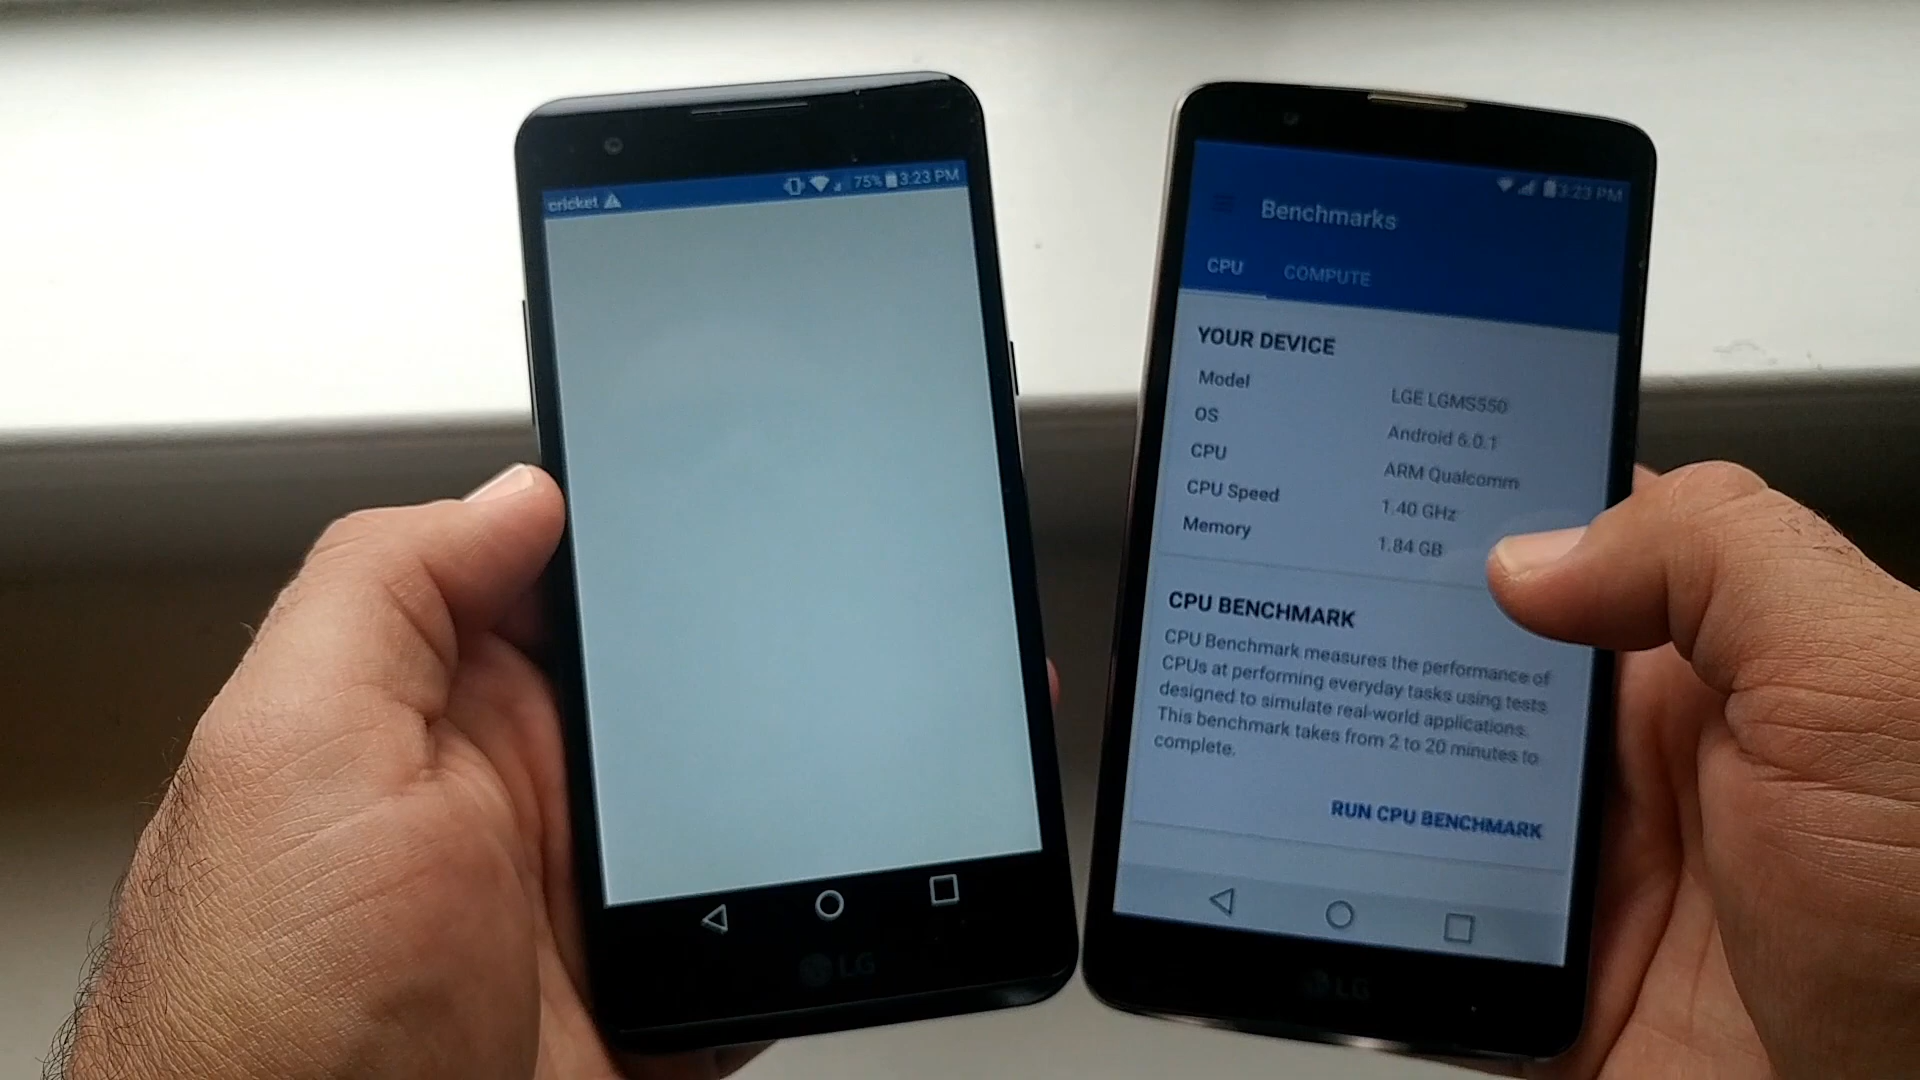 cricket 75% 3:23 PM
LG
3:23 PM
Benchmarks
CPU COMPUTE
YOUR DEVICE
Model LGE LGMS550
OS Android 6.0.1
CPU ARM Qualcomm
CPU Speed 1.40 GHz
Memory 1.84 GB
CPU BENCHMARK
CPU Benchmark measures the performance of
CPUs at performing everyday tasks using tests
designed to simulate real-world applications.
This benchmark takes from 2 to 20 minutes to
complete.
RUN CPU BENCHMARK
LG